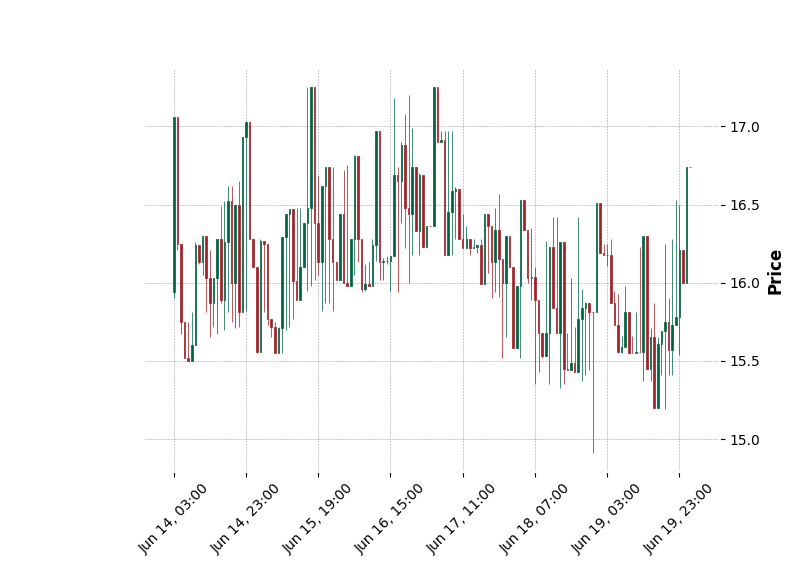 17.0
16.5
16.0
15.5
15.0
Price
Jun 14, 03:00
Jun 14, 23:00
Jun 15, 19:00
Jun 16, 15:00
Jun 17, 11:00
Jun 18, 07:00
Jun 19, 03:00
Jun 19, 23:00